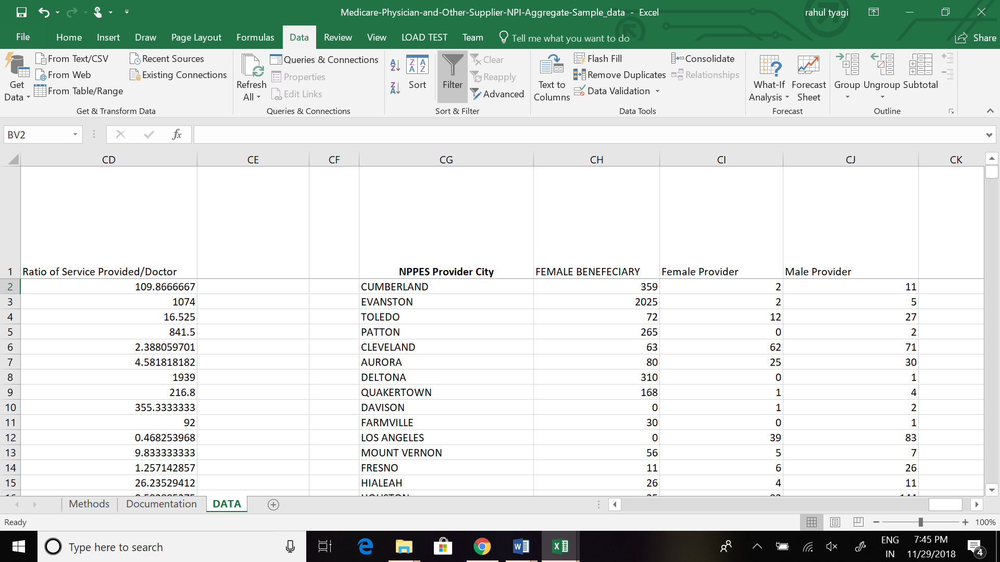 Medicare-Physician-and-Other-Supplier-NPI-Aggregate-Sample_data - Excel
rahul tyagi
File Home Insert Draw Page Layout Formulas Data Review View LOAD TEST Team Tell me what you want to do Share
Get Data
From Text/CSV
From Web
From Table/Range
Recent Sources
Existing Connections
Get & Transform Data
Refresh All
Queries & Connections
Properties
Edit Links
Queries & Connections
Sort
Filter
Clear
Reapply
Advanced
Sort & Filter
Text to Columns
Flash Fill
Remove Duplicates
Data Validation
Consolidate
Relationships
Data Tools
What-If Analysis
Forecast Sheet
Forecast
Group
Ungroup
Subtotal
Outline
BV2
fx
CD CE CF CG CH CI CJ CK
1 Ratio of Service Provided/Doctor NPPES Provider City FEMALE BENEFECIARY Female Provider Male Provider
2 109.8666667 CUMBERLAND 359 2 11
3 1074 EVANSTON 2025 2 5
4 16.525 TOLEDO 72 12 27
5 841.5 PATTON 265 0 2
6 2.388059701 CLEVELAND 63 62 71
7 4.581818182 AURORA 80 25 30
8 1939 DELTONA 310 0 1
9 216.8 QUAKERTOWN 168 1 4
10 355.3333333 DAVISON 0 1 2
11 92 FARMVILLE 30 0 1
12 0.468253968 LOS ANGELES 0 39 83
13 9.833333333 MOUNT VERNON 56 5 7
14 1.257142857 FRESNO 11 6 26
15 26.23529412 HIALEAH 26 4 11
Methods Documentation DATA
Ready
100%
Type here to search
ENG
IN
7:45 PM
11/29/2018
4